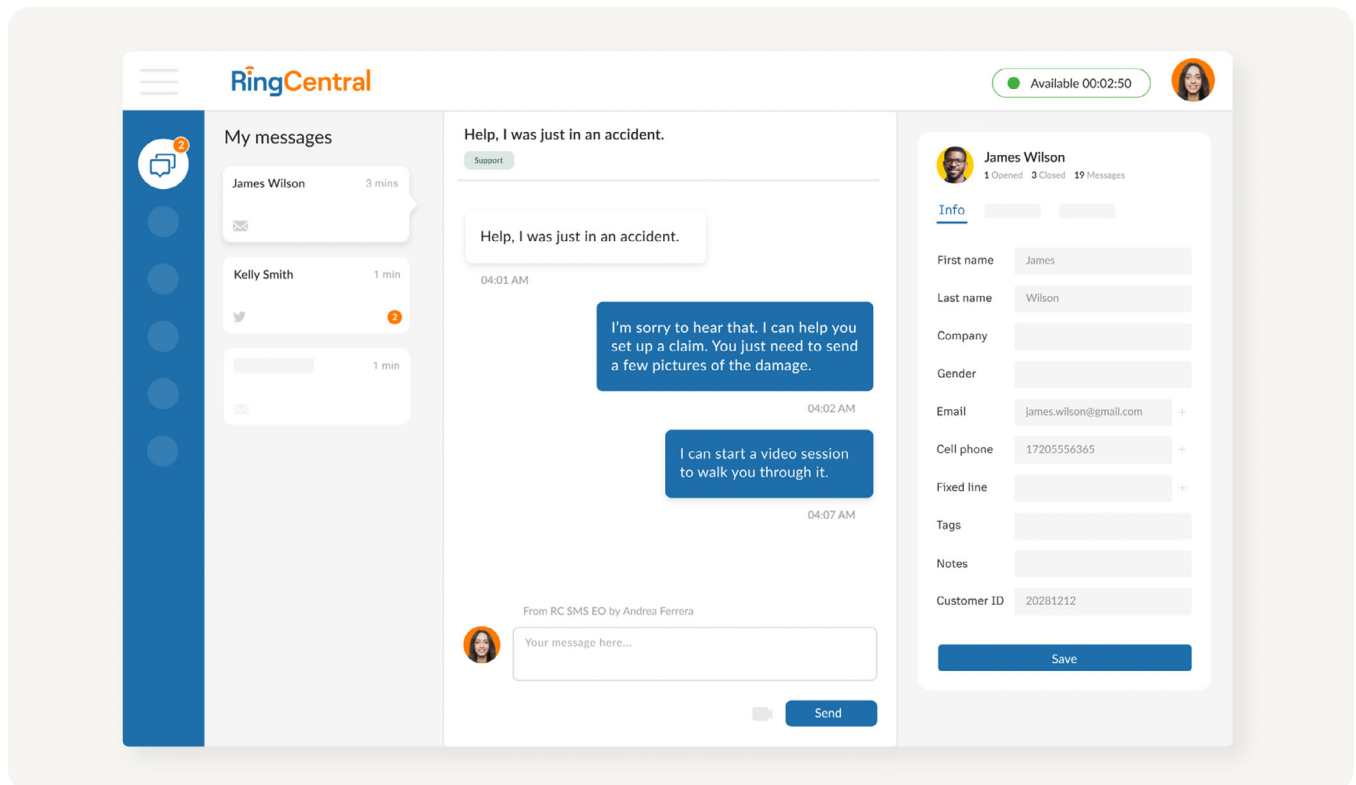 RingCentral
Available 00:02:50
2
My messages
James Wilson 3 mins
Kelly Smith 1 min
2
1 min
Help, I was just in an accident.
Support
Help, I was just in an accident.
04:01 AM
I'm sorry to hear that. I can help you
set up a claim. You just need to send
a few pictures of the damage.
04:02 AM
I can start a video session
to walk you through it.
04:07 AM
From RC SMS EO by Andrea Ferrera
Your message here...
Send
James Wilson
1 Opened 3 Closed 19 Messages
Info
First name James
Last name Wilson
Company
Gender
Email james.wilson@gmail.com +
Cell phone 17205556365 +
Fixed line +
Tags
Notes
Customer ID 20281212
Save